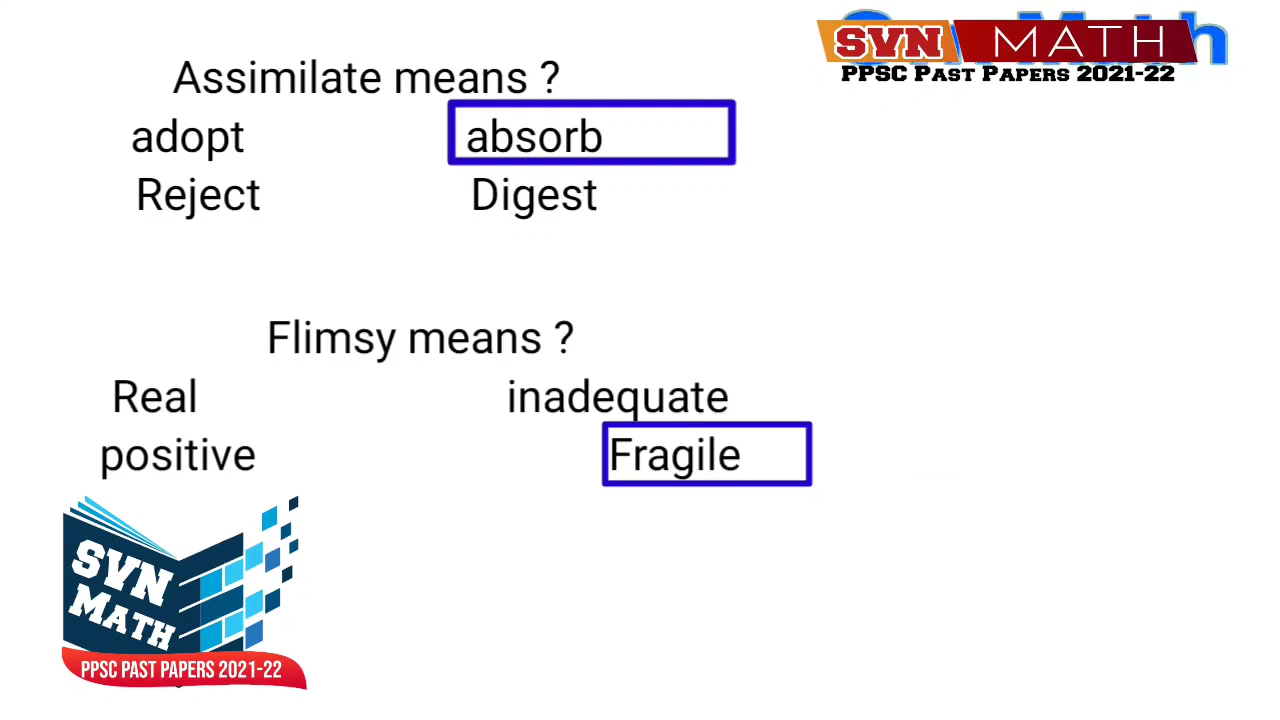 Assimilate means ?
adopt absorb
Reject Digest
Flimsy means ?
Real inadequate
positive Fragile
SVN MATH
PPSC PAST PAPERS 2021-22
SVN
MATH
PPSC PAST PAPERS 2021-22